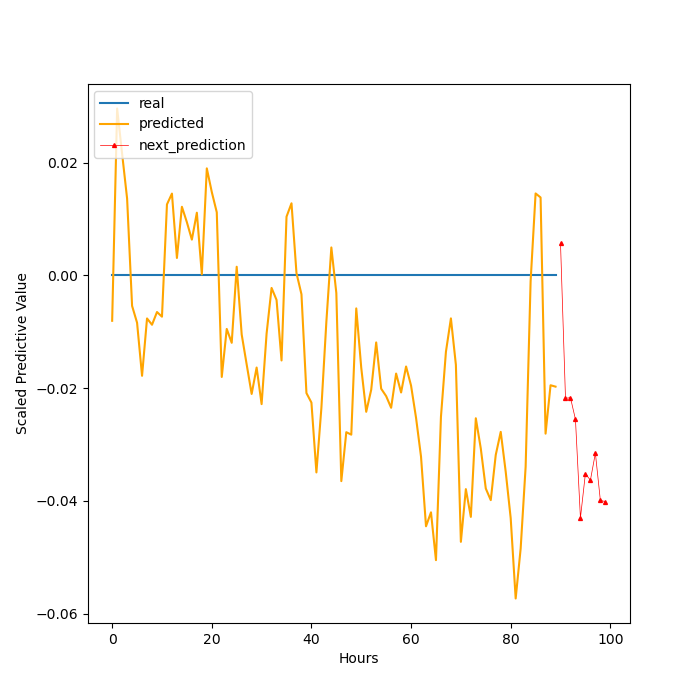 real
predicted
next_prediction
0.02
0.00
−0.02
−0.04
−0.06
Scaled Predictive Value
0 20 40 60 80 100
Hours